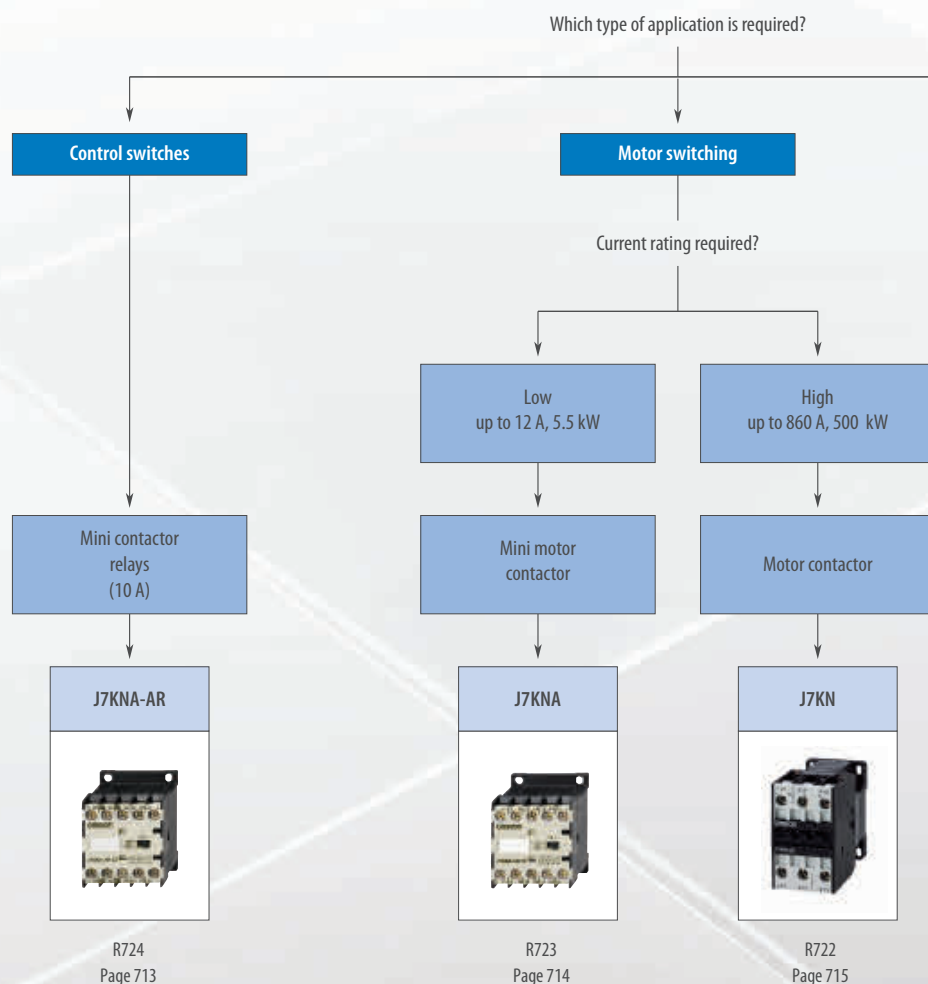 Which type of application is required?
Control switches
Motor switching
Current rating required?
Low
up to 12 A, 5.5 kW
High
up to 860 A, 500 kW
Mini contactor
relays
(10 A)
Mini motor
contactor
Motor contactor
J7KNA-AR
J7KNA
J7KN
R724
Page 713
R723
Page 714
R722
Page 715